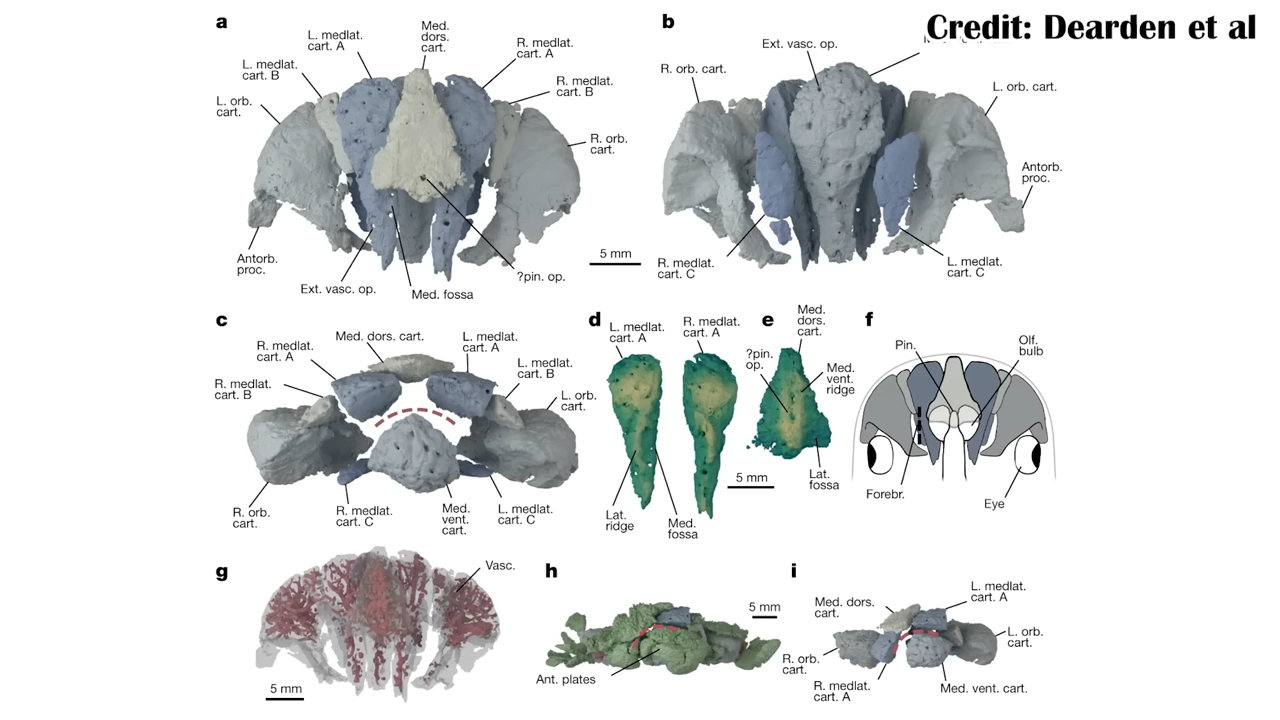 Credit: Dearden et al
a
L. medlat.
cart. A
Med.
dors.
cart.
R. medlat.
cart. A
L. medlat.
cart. B
R. medlat.
cart. B
L. orb.
cart.
R. orb.
cart.
Antorb.
proc.
Ext. vasc. op.
Med. fossa
?pin. op.
5 mm
b
Ext. vasc. op.
R. orb. cart.
L. orb. cart.
Antorb.
proc.
R. medlat.
cart. C
L. medlat.
cart. C
c
Med. dors. cart.
R. medlat.
cart. A
L. medlat.
cart. A
R. medlat.
cart. B
L. medlat.
cart. B
L. orb.
cart.
R. orb.
cart.
R. medlat.
cart. C
Med.
vent.
cart.
L. medlat.
cart. C
d
L. medlat.
cart. A
R. medlat.
cart. A
Lat.
ridge
Med.
fossa
5 mm
e
Med.
dors.
cart.
?pin.
op.
Med.
vent.
ridge
Lat.
fossa
f
Pin.
Olf.
bulb
Forebr.
Eye
g
Vasc.
5 mm
h
5 mm
Ant. plates
i
L. medlat.
cart. A
Med. dors.
cart.
L. orb.
cart.
R. orb.
cart.
R. medlat.
cart. A
Med. vent. cart.